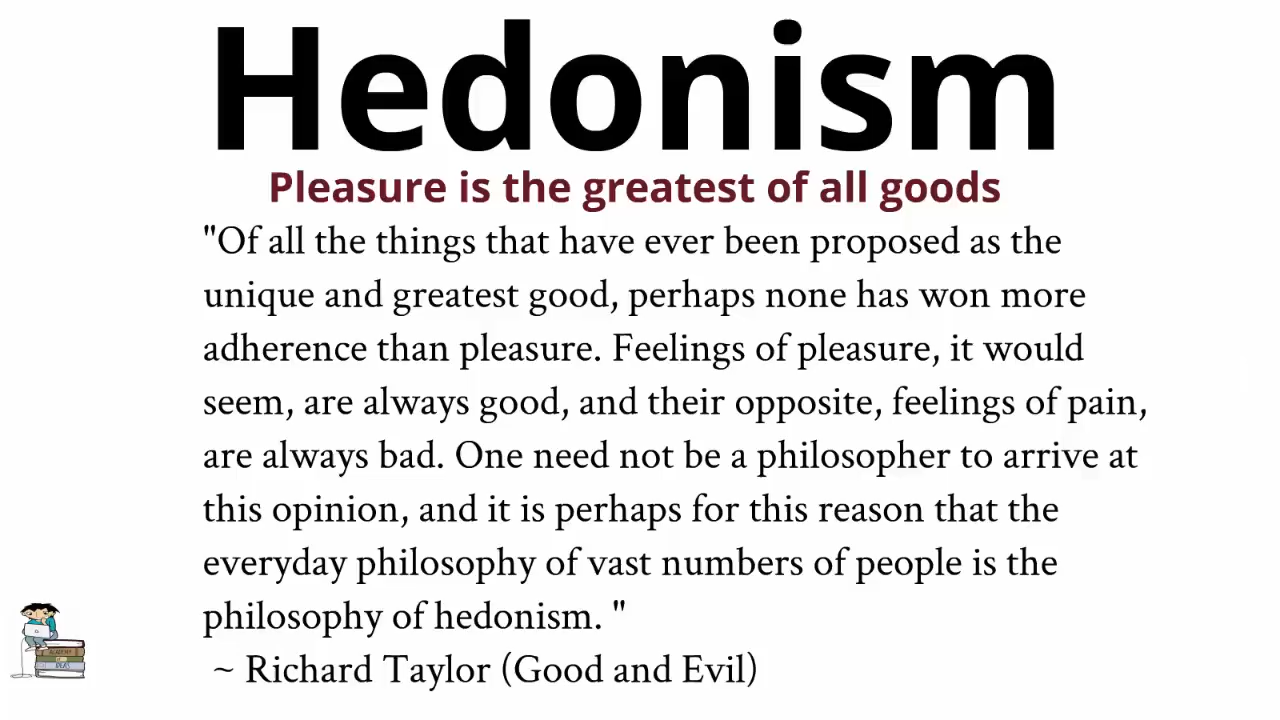 Hedonism
Pleasure is the greatest of all goods
"Of all the things that have ever been proposed as the
unique and greatest good, perhaps none has won more
adherence than pleasure. Feelings of pleasure, it would
seem, are always good, and their opposite, feelings of pain,
are always bad. One need not be a philosopher to arrive at
this opinion, and it is perhaps for this reason that the
everyday philosophy of vast numbers of people is the
philosophy of hedonism. "
~ Richard Taylor (Good and Evil)
ACADEMY
OF
IDEAS